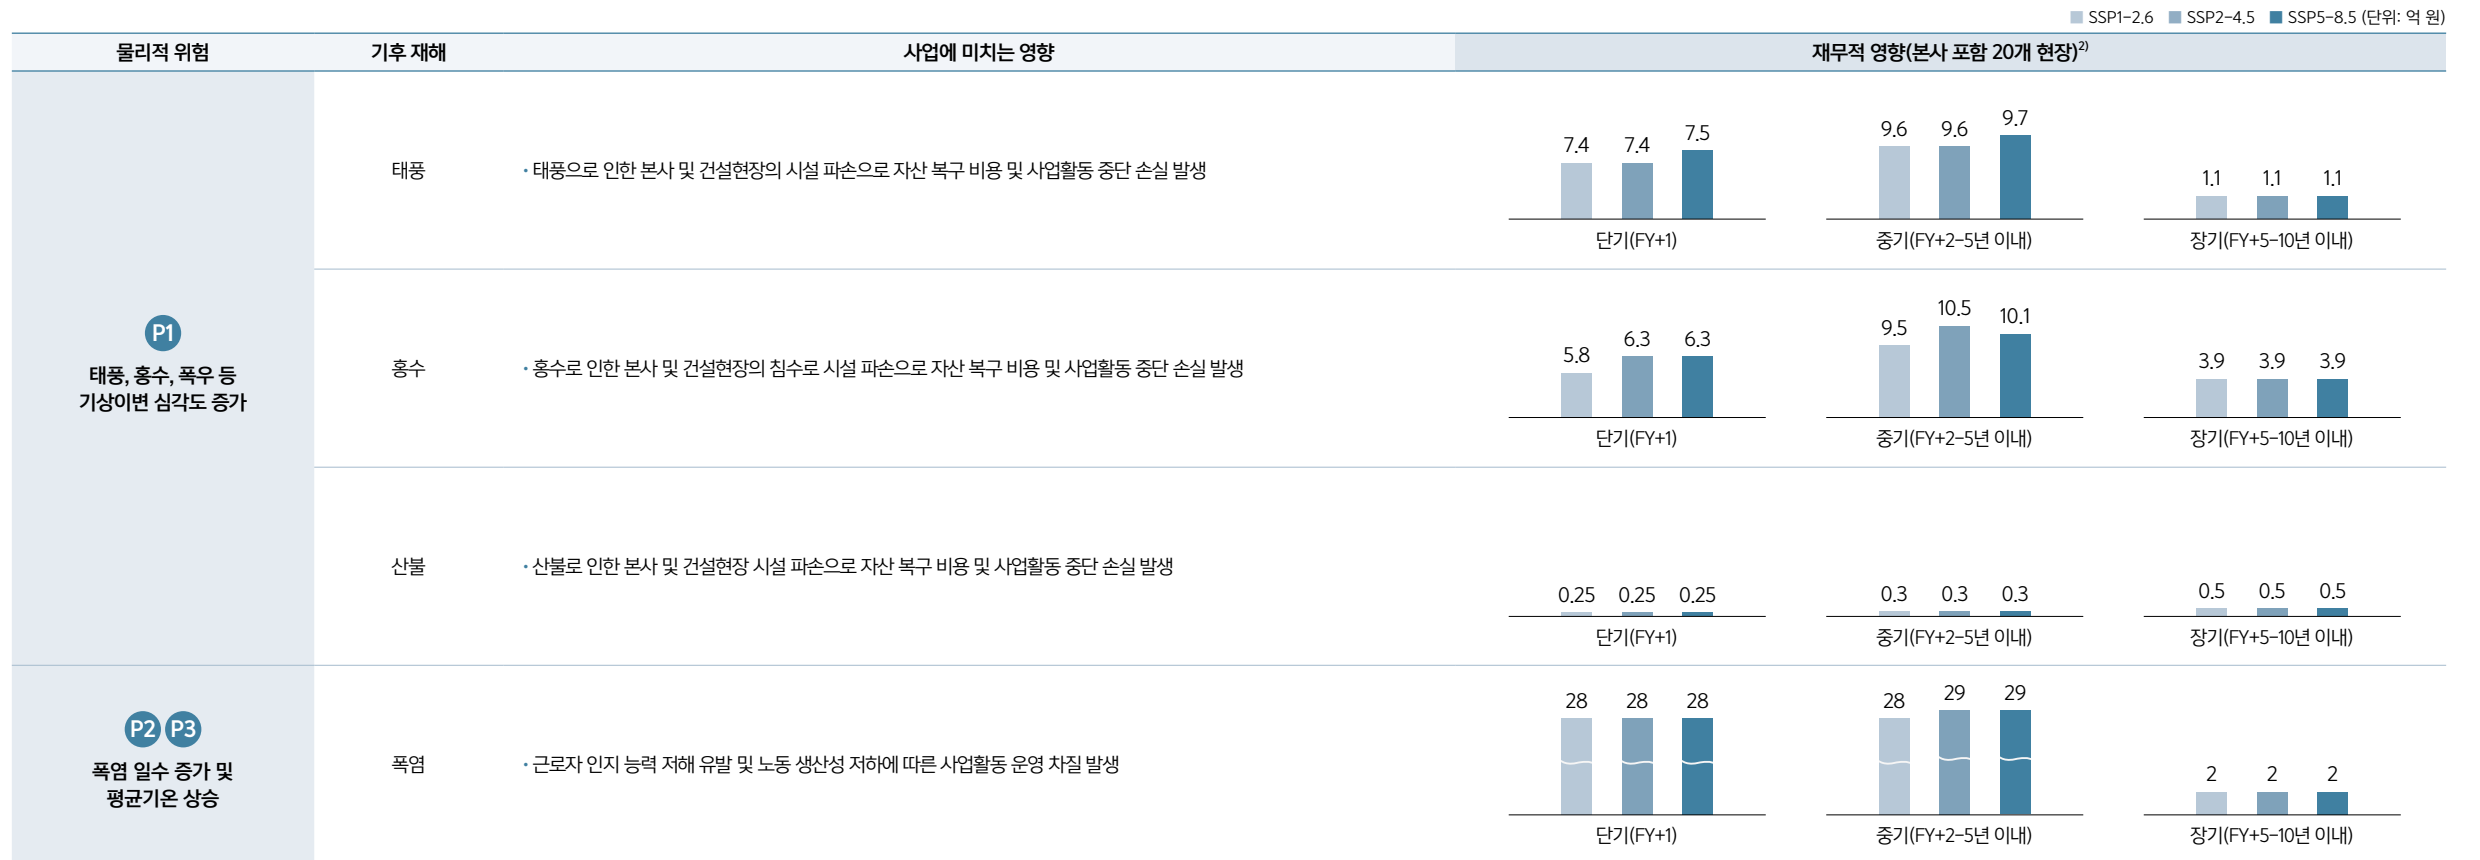 SSP1-2.6 SSP2-4.5 SSP5-8.5 (단위: 억 원)
물리적 위험 기후 재해 사업에 미치는 영향 재무적 영향(본사 포함 20개 현장)2)
P1
태풍, 홍수, 폭우 등
기상이변 심각도 증가
태풍
• 태풍으로 인한 본사 및 건설현장의 시설 파손으로 자산 복구 비용 및 사업활동 중단 손실 발생
7.4 7.4 7.5
단기(FY+1)
9.6 9.6 9.7
중기(FY+2-5년 이내)
1.1 1.1 1.1
장기(FY+5-10년 이내)
홍수
• 홍수로 인한 본사 및 건설현장의 침수로 시설 파손으로 자산 복구 비용 및 사업활동 중단 손실 발생
5.8 6.3 6.3
단기(FY+1)
9.5 10.5 10.1
중기(FY+2-5년 이내)
3.9 3.9 3.9
장기(FY+5-10년 이내)
산불
• 산불로 인한 본사 및 건설현장 시설 파손으로 자산 복구 비용 및 사업활동 중단 손실 발생
0.25 0.25 0.25
단기(FY+1)
0.3 0.3 0.3
중기(FY+2-5년 이내)
0.5 0.5 0.5
장기(FY+5-10년 이내)
P2 P3
폭염 일수 증가 및
평균기온 상승
폭염
• 근로자 인지 능력 저해 유발 및 노동 생산성 저하에 따른 사업활동 운영 차질 발생
28 28 28
단기(FY+1)
28 29 29
중기(FY+2-5년 이내)
2 2 2
장기(FY+5-10년 이내)